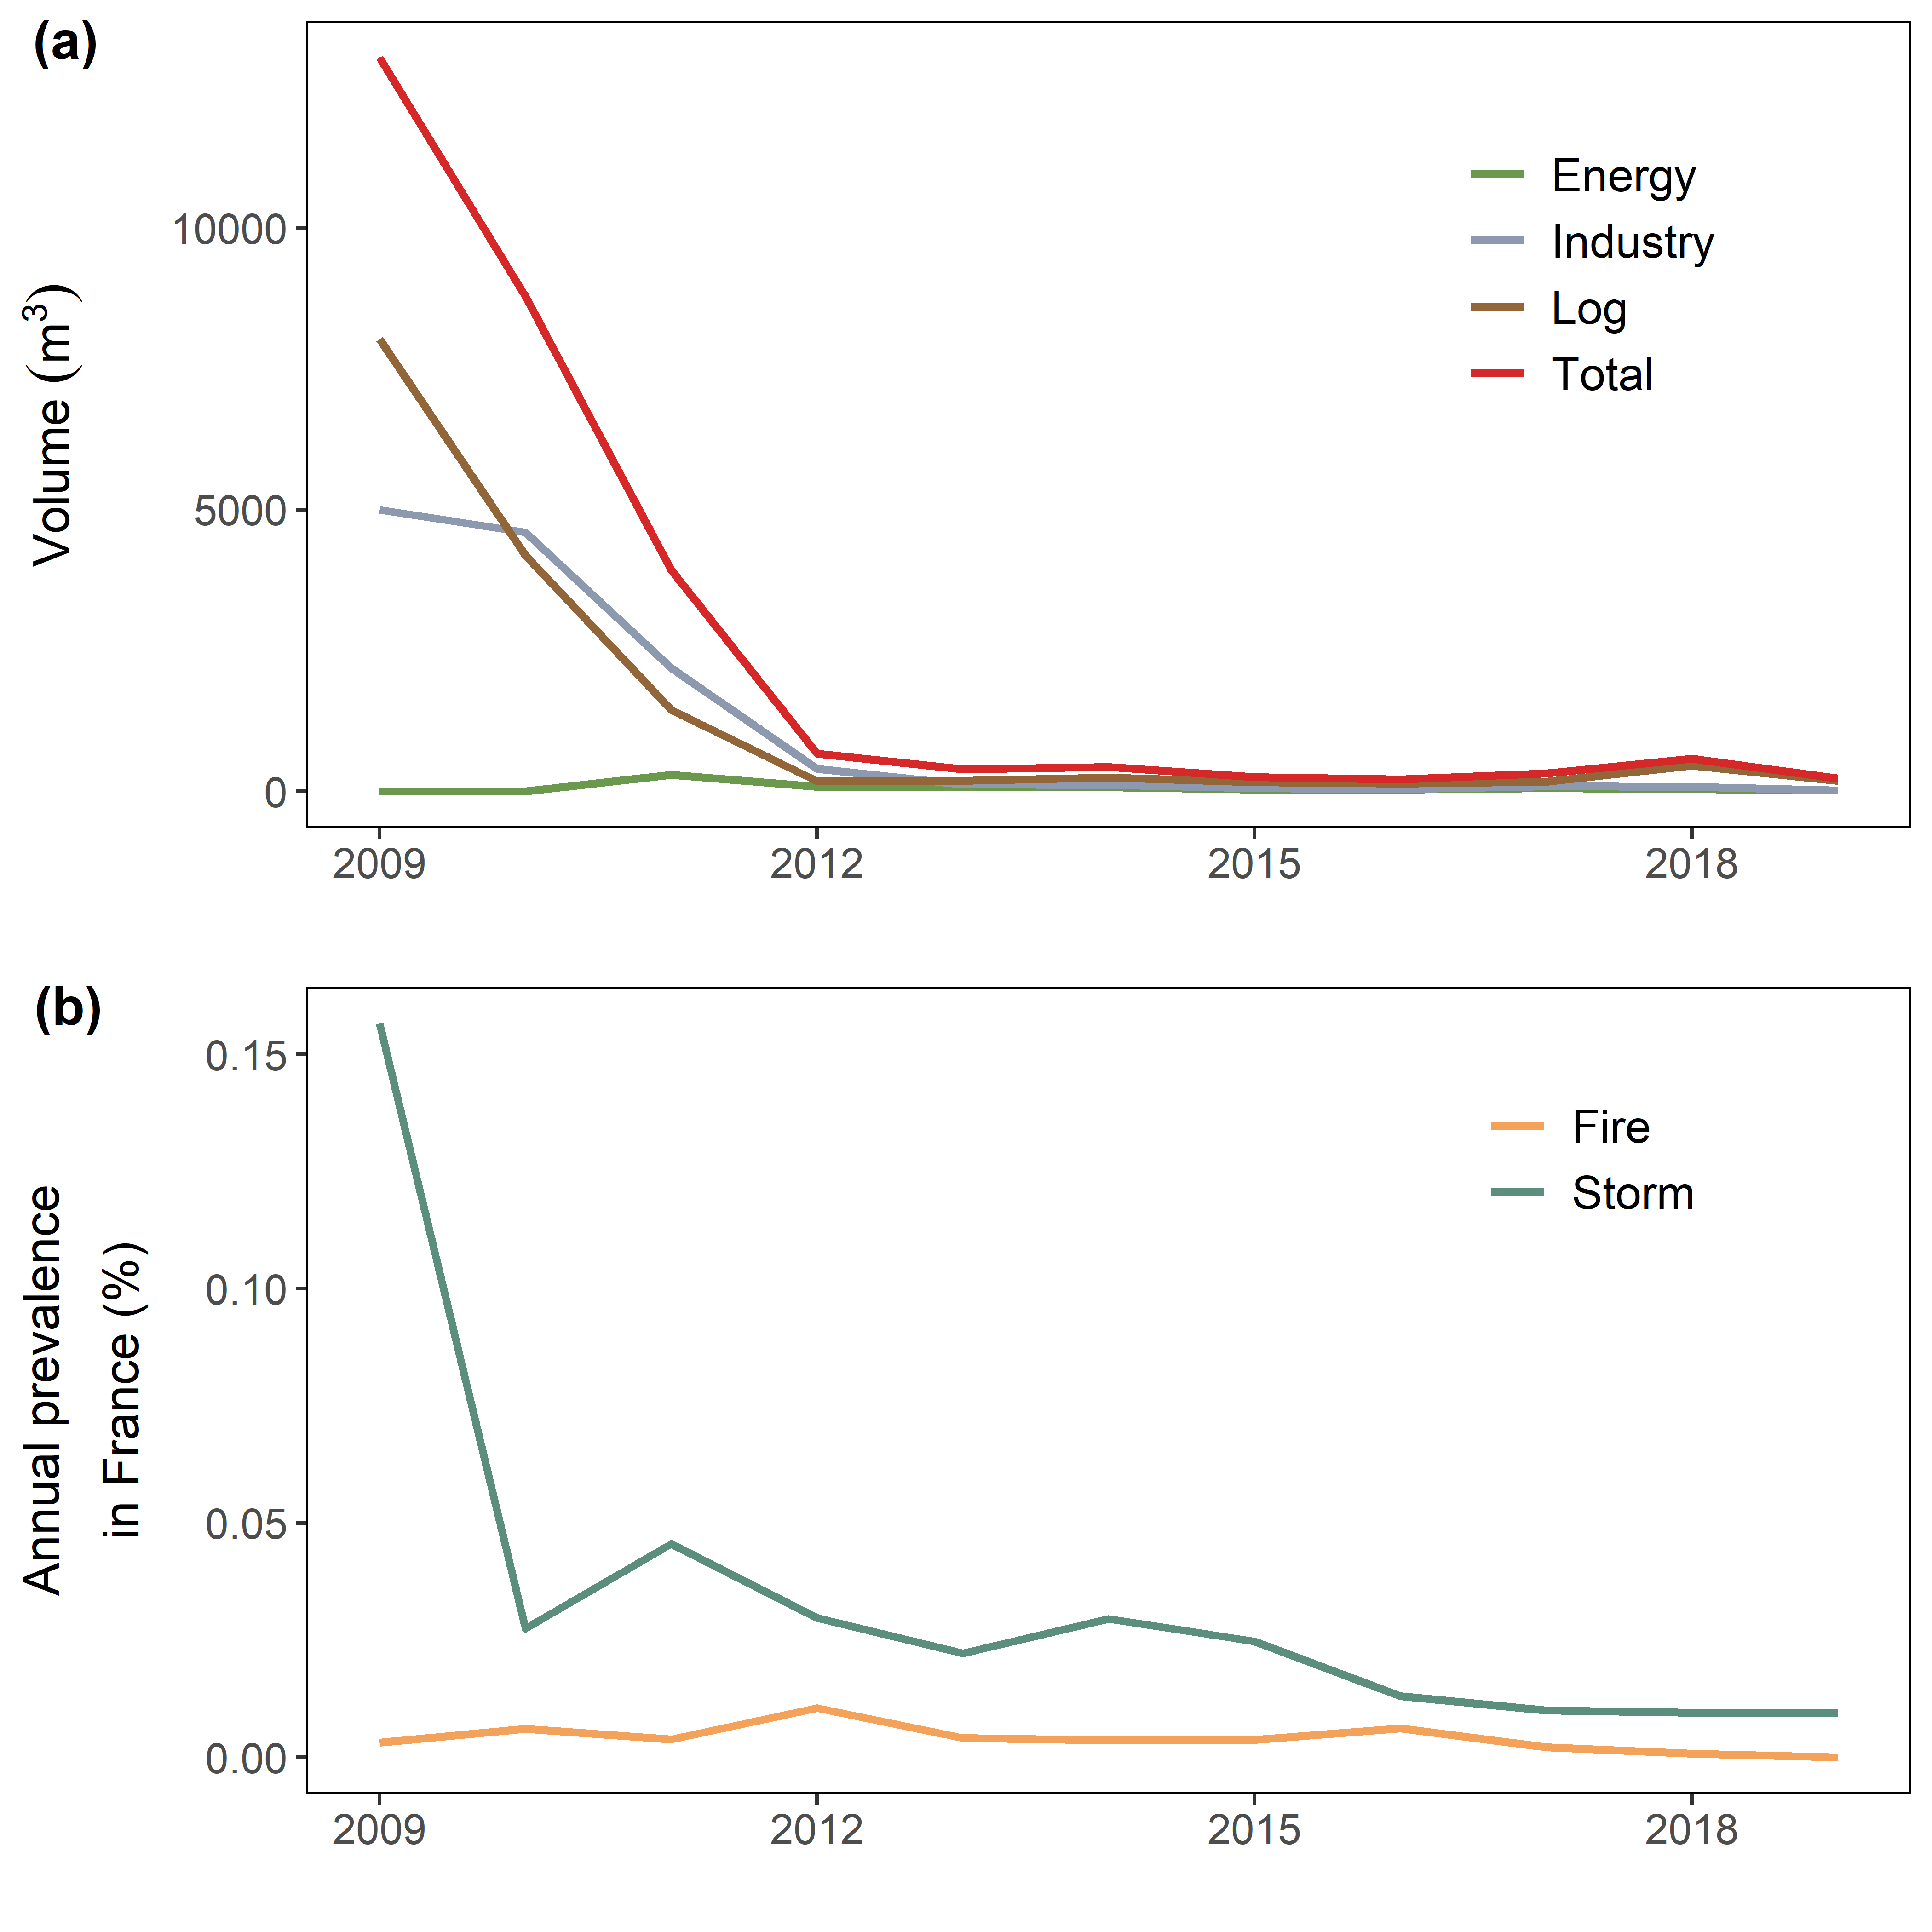 (a)
Volume (m³)
10000
5000
0
Energy
Industry
Log
Total
2009 2012 2015 2018
(b)
Annual prevalence
in France (%)
0.15
0.10
0.05
0.00
Fire
Storm
2009 2012 2015 2018